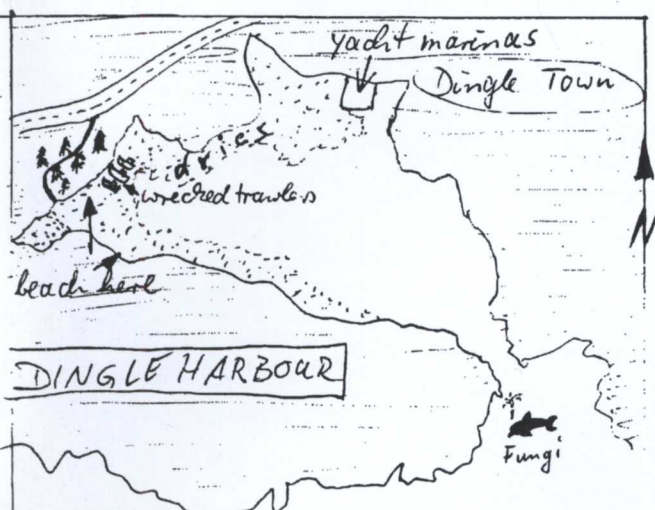 yacht marinas
Dingle Town
wrecked trawlers
beach here
N
DINGLE HARBOUR
Fungi